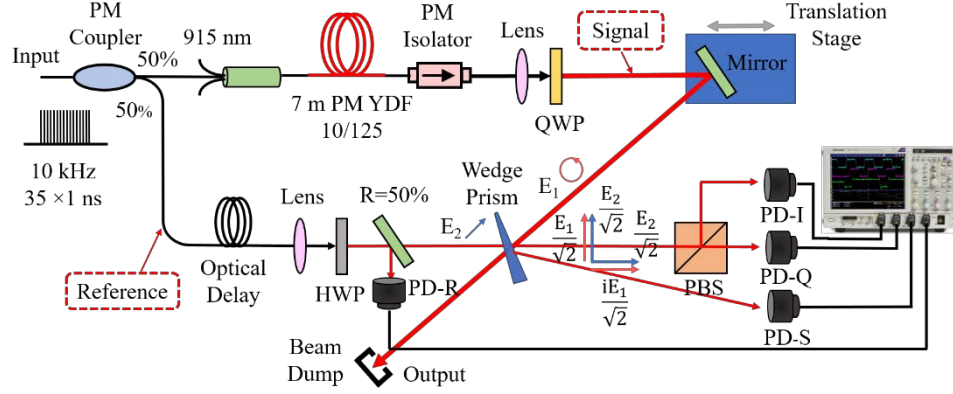 PM
Coupler
Input
50%
50%
10 kHz
35 ×1 ns
915 nm
7 m PM YDF
10/125
PM
Isolator
Lens
QWP
Signal
Translation
Stage
Mirror
Reference
Optical
Delay
Lens
HWP
R=50%
PD-R
Wedge
Prism
E₂
E₁
E₁/√2
E₂/√2
E₂/√2
iE₁/√2
PBS
PD-I
PD-Q
PD-S
Beam
Dump
Output